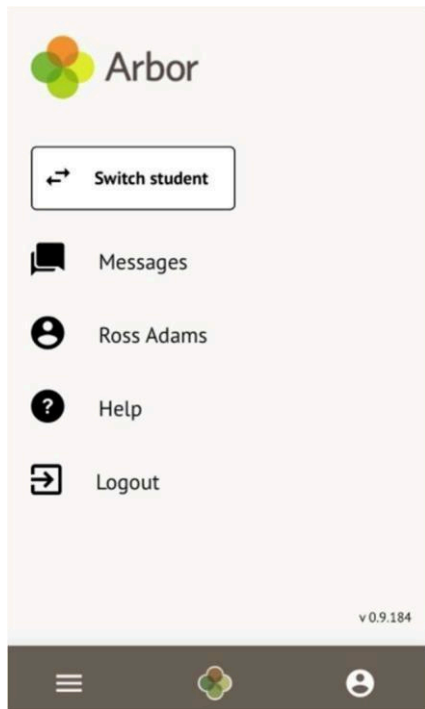 Arbor
Switch student
Messages
Ross Adams
? Help
Logout
v 0.9.184